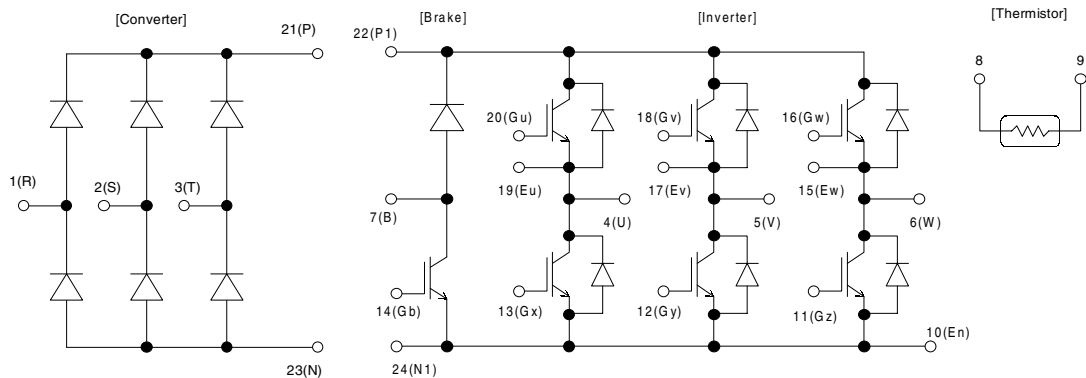 [Converter]
[Brake]
[Inverter]
[Thermistor]
21(P)
22(P1)
8
9
20(Gu)
18(Gv)
16(Gw)
1(R)
2(S)
3(T)
19(Eu)
17(Ev)
15(Ew)
7(B)
4(U)
5(V)
6(W)
14(Gb)
13(Gx)
12(Gy)
11(Gz)
10(En)
23(N)
24(N1)